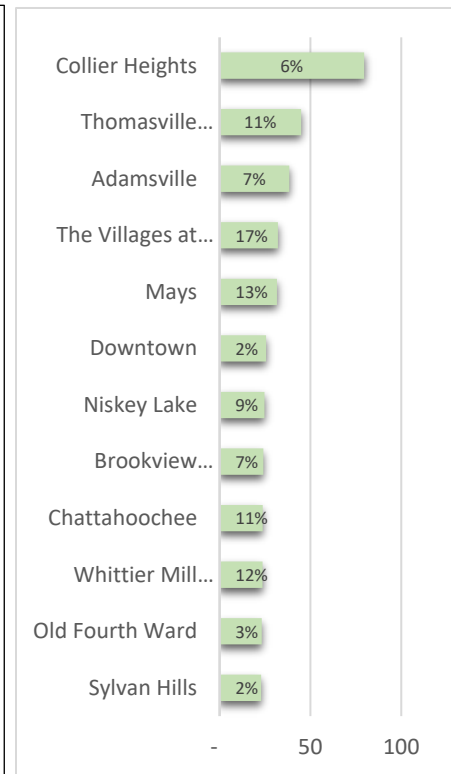 Collier Heights 6%
Thomasville... 11%
Adamsville 7%
The Villages at... 17%
Mays 13%
Downtown 2%
Niskey Lake 9%
Brookview... 7%
Chattahoochee 11%
Whittier Mill... 12%
Old Fourth Ward 3%
Sylvan Hills 2%
- 50 100